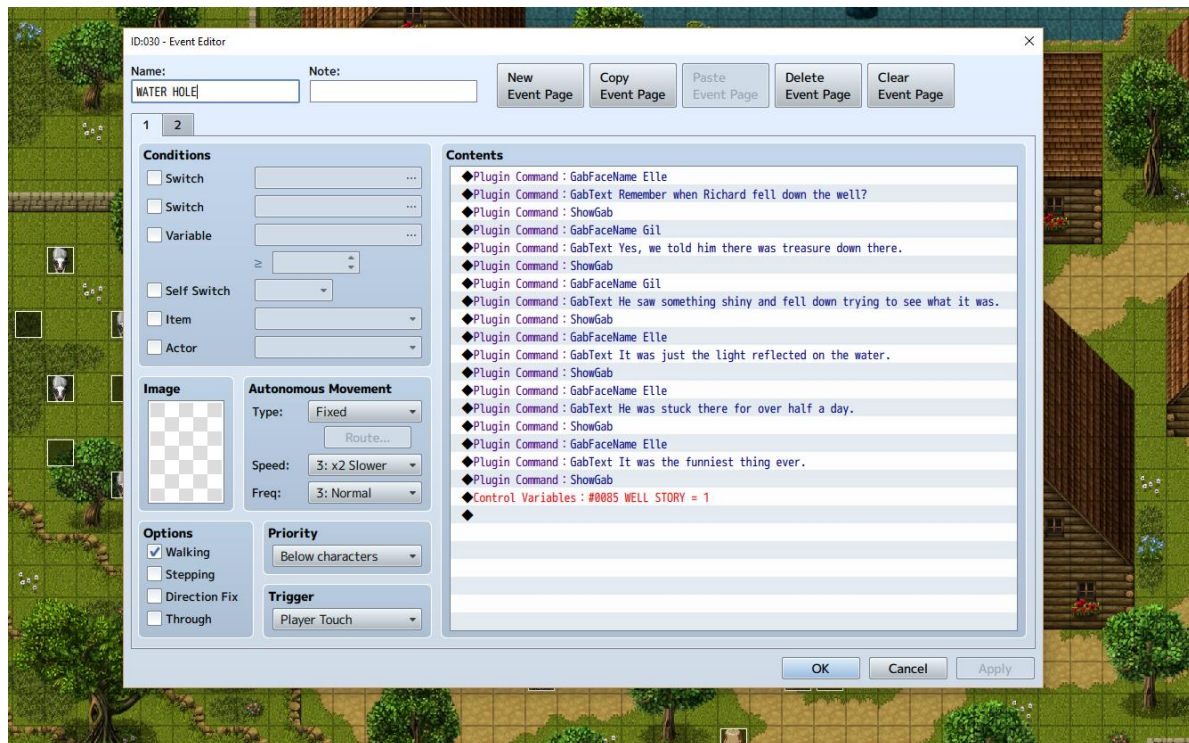 ID:030 - Event Editor
Name:
Note:
WATER HOLE
New
Event Page
Copy
Event Page
Paste
Event Page
Delete
Event Page
Clear
Event Page
1
2
Conditions
Switch
...
Switch
...
Variable
...
≥
Self Switch
Item
Actor
Image
Autonomous Movement
Type:
Fixed
Route...
Speed:
3: x2 Slower
Freq:
3: Normal
Options
Walking
Stepping
Direction Fix
Through
Priority
Below characters
Trigger
Player Touch
Contents
◆Plugin Command：GabFaceName Elle
◆Plugin Command：GabText Remember when Richard fell down the well?
◆Plugin Command：ShowGab
◆Plugin Command：GabFaceName Gil
◆Plugin Command：GabText Yes, we told him there was treasure down there.
◆Plugin Command：ShowGab
◆Plugin Command：GabFaceName Gil
◆Plugin Command：GabText He saw something shiny and fell down trying to see what it was.
◆Plugin Command：ShowGab
◆Plugin Command：GabFaceName Elle
◆Plugin Command：GabText It was just the light reflected on the water.
◆Plugin Command：ShowGab
◆Plugin Command：GabFaceName Elle
◆Plugin Command：GabText He was stuck there for over half a day.
◆Plugin Command：ShowGab
◆Plugin Command：GabFaceName Elle
◆Plugin Command：GabText It was the funniest thing ever.
◆Plugin Command：ShowGab
◆Control Variables：#0085 WELL STORY = 1
◆
OK
Cancel
Apply